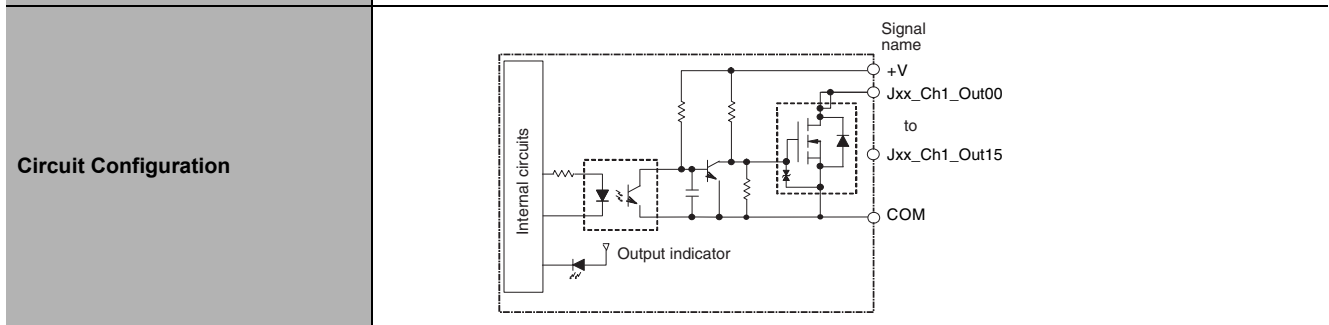 Circuit Configuration
Signal
name
+V
Jxx_Ch1_Out00
to
Jxx_Ch1_Out15
COM
Internal circuits
Output indicator